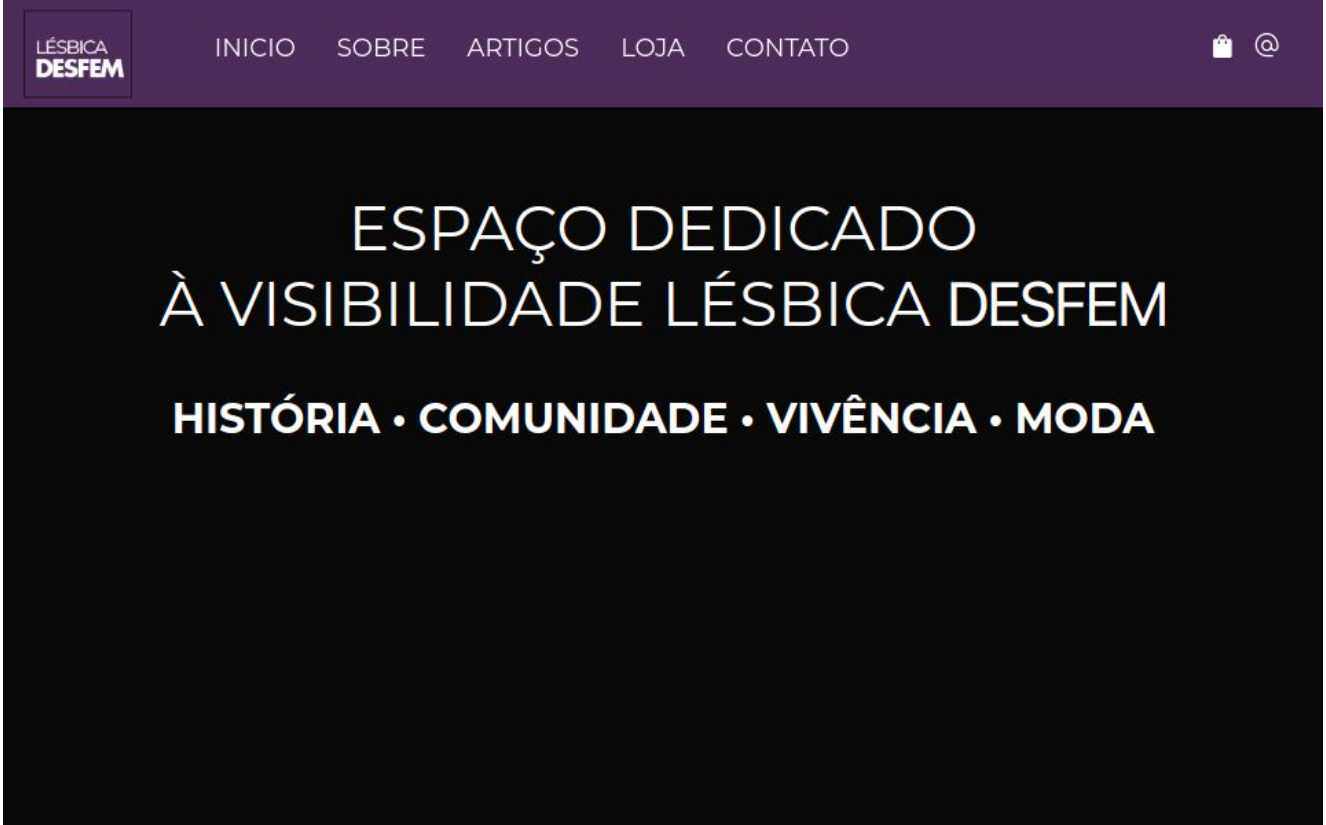 LÉSBICA
DESFEM
INICIO SOBRE ARTIGOS LOJA CONTATO
ESPAÇO DEDICADO
À VISIBILIDADE LÉSBICA DESFEM
HISTÓRIA • COMUNIDADE • VIVÊNCIA • MODA